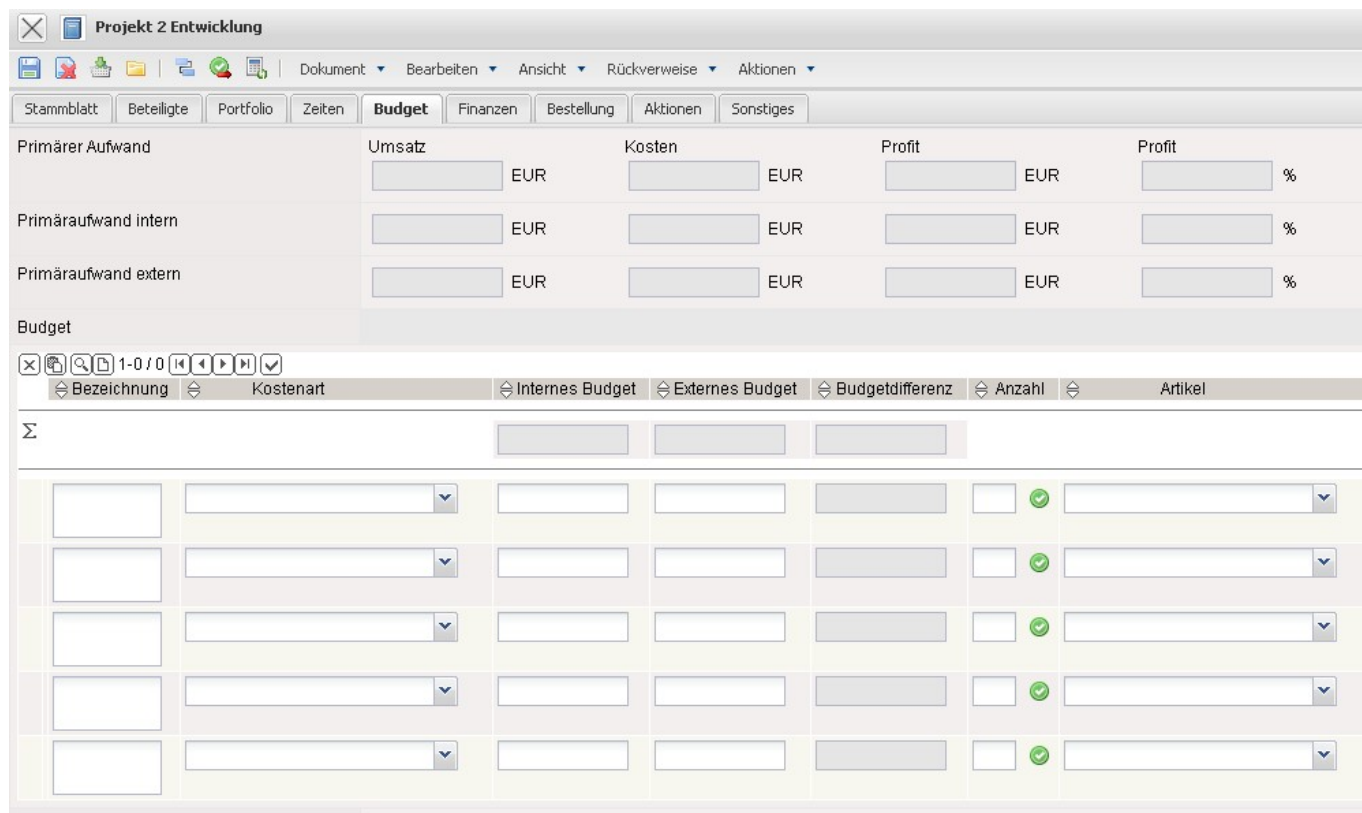 Projekt 2 Entwicklung
Dokument Bearbeiten Ansicht Rückverweise Aktionen
Stammblatt Beteiligte Portfolio Zeiten Budget Finanzen Bestellung Aktionen Sonstiges
Primärer Aufwand Umsatz Kosten Profit Profit
EUR EUR EUR %
Primäraufwand intern EUR EUR EUR %
Primäraufwand extern EUR EUR EUR %
Budget
1-0 / 0
Bezeichnung Kostenart Internes Budget Externes Budget Budgetdifferenz Anzahl Artikel
Σ